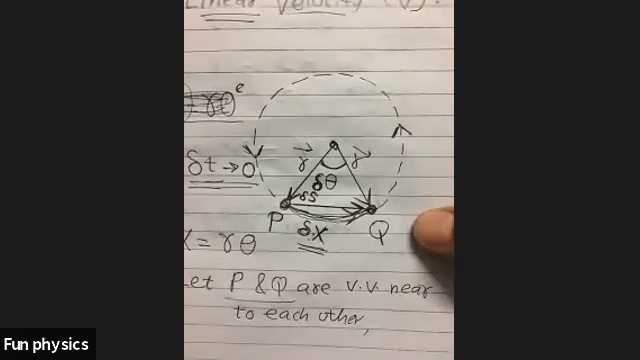 Linear Velocity (V):
δt → 0
r⃗
r⃗
δθ
δs
P
δx
Q
x = rθ
Let P & Q are v.v. near
to each other,
Fun physics